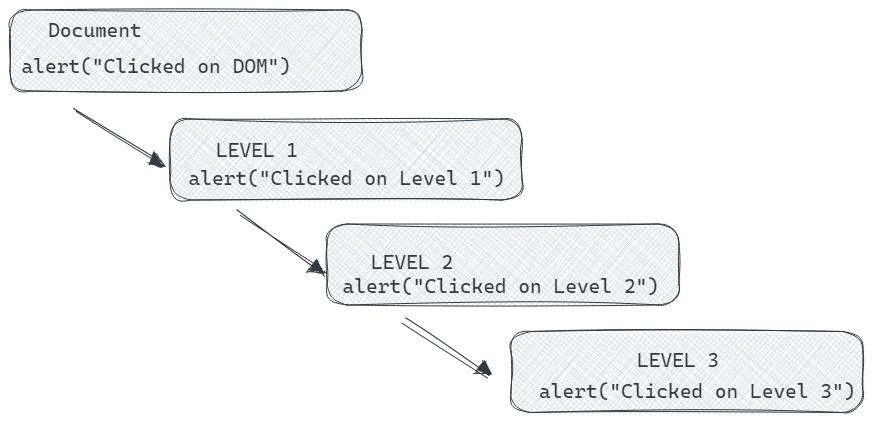 Document
alert("Clicked on DOM")
LEVEL 1
alert("Clicked on Level 1")
LEVEL 2
alert("Clicked on Level 2")
LEVEL 3
alert("Clicked on Level 3")